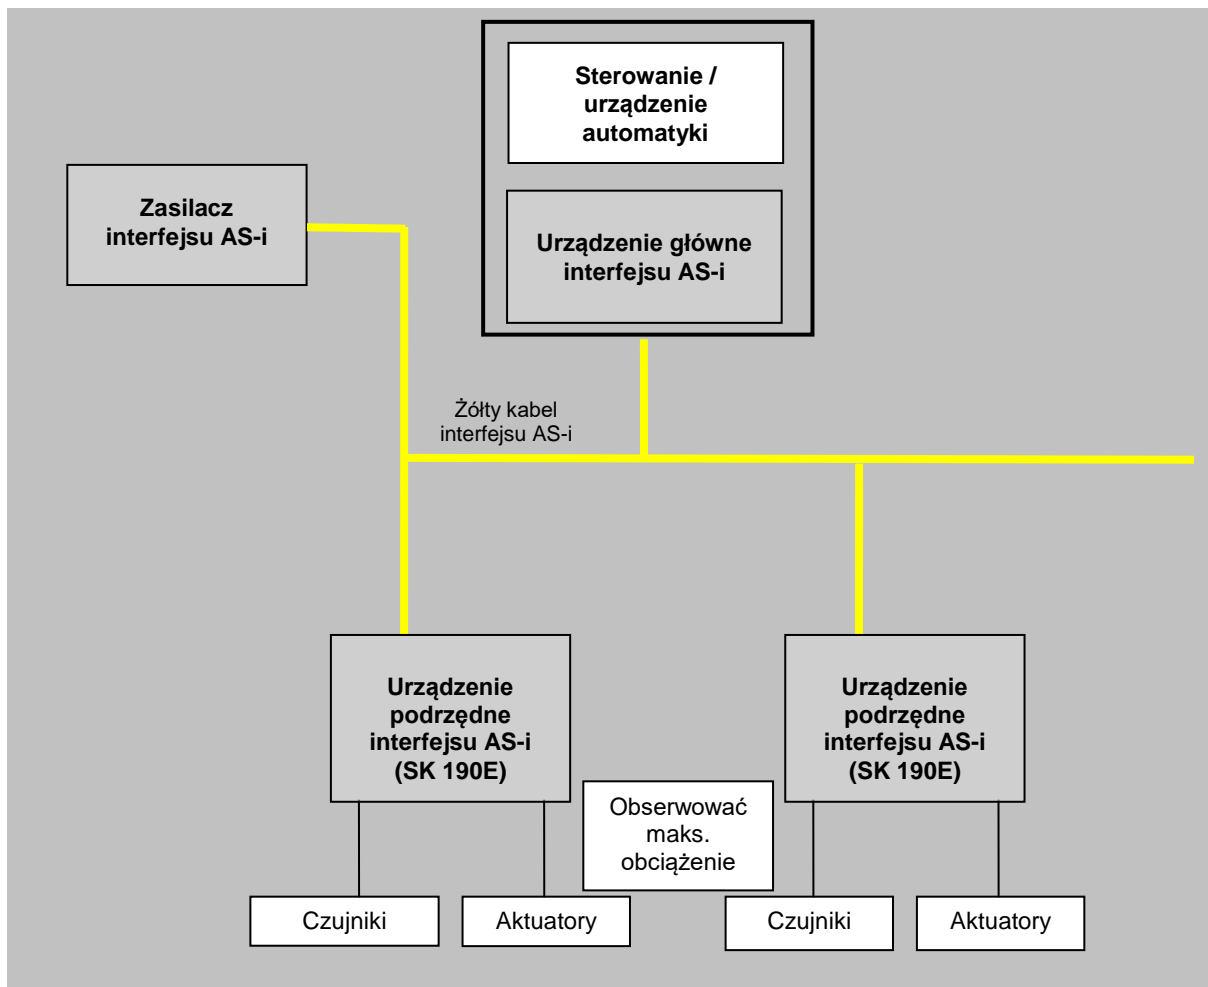 Sterowanie /
urządzenie
automatyki
Zasilacz
interfejsu AS-i
Urządzenie główne
interfejsu AS-i
Żółty kabel
interfejsu AS-i
Urządzenie
podrzędne
interfejsu AS-i
(SK 190E)
Urządzenie
podrzędne
interfejsu AS-i
(SK 190E)
Obserwować
maks.
obciążenie
Czujniki
Aktuatory
Czujniki
Aktuatory